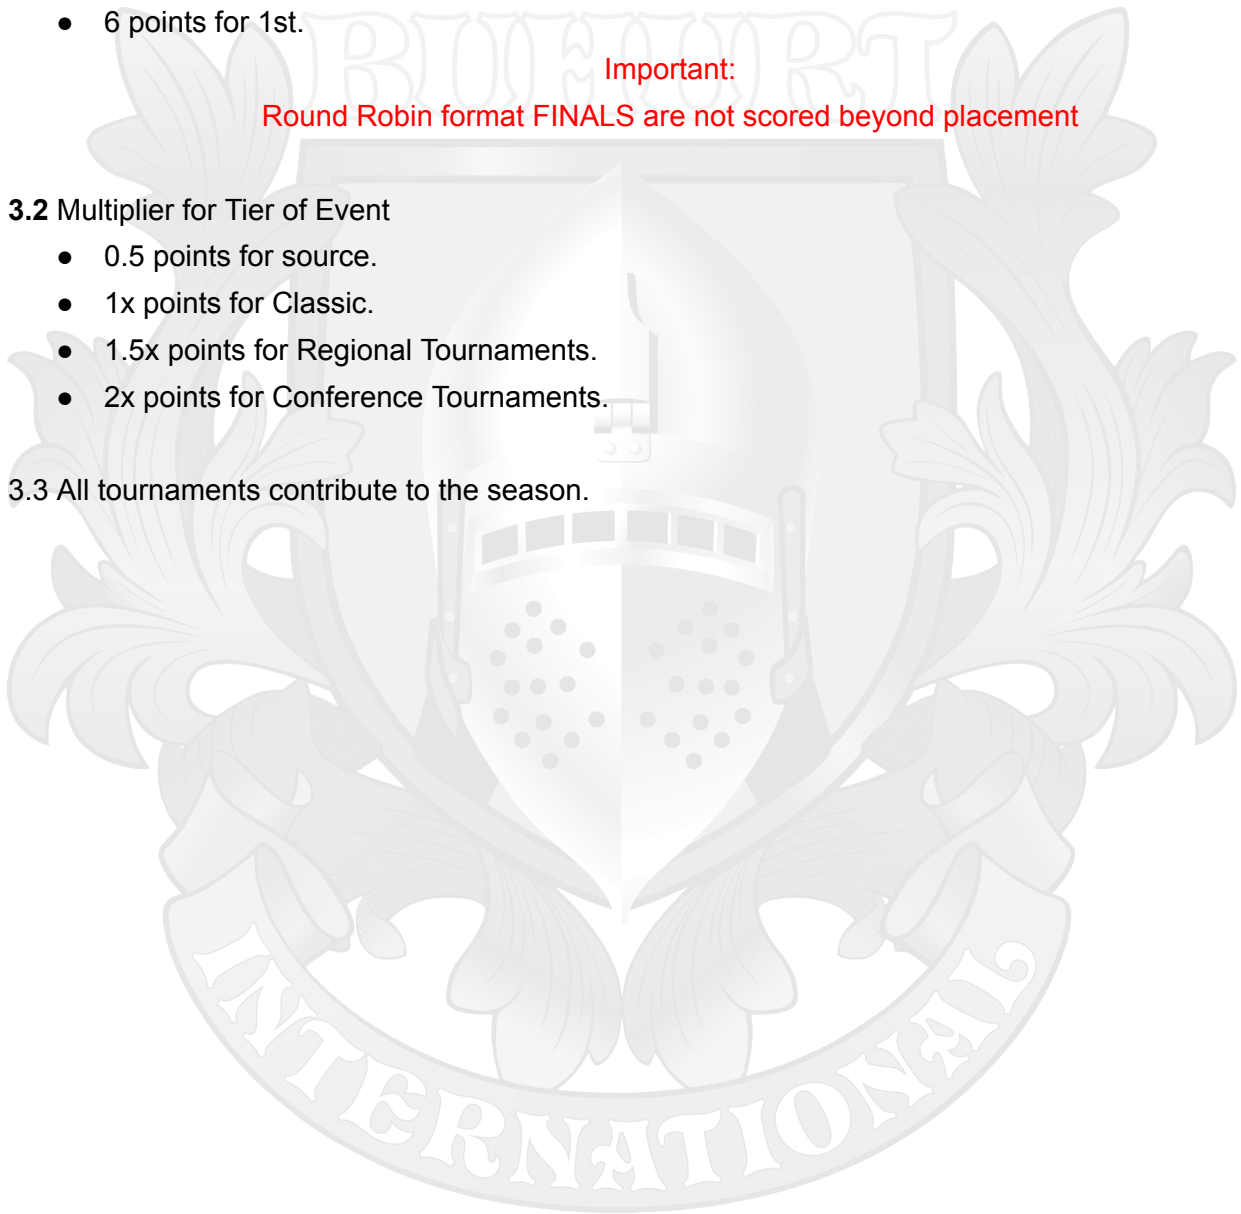 BUHURT
● 6 points for 1st.
Important:
Round Robin format FINALS are not scored beyond placement
3.2 Multiplier for Tier of Event
● 0.5 points for source.
● 1x points for Classic.
● 1.5x points for Regional Tournaments.
● 2x points for Conference Tournaments.
3.3 All tournaments contribute to the season.
INTERNATIONAL